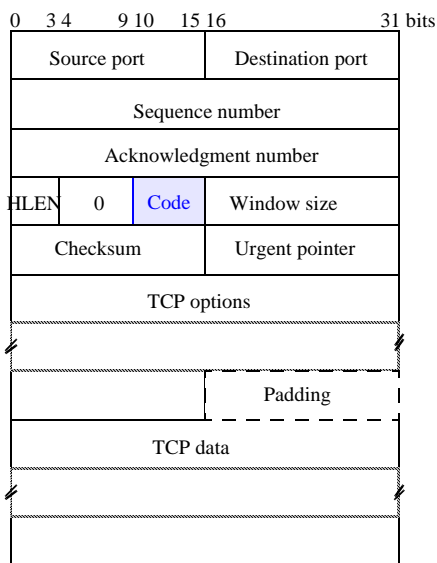 0 3 4 9 10 15 16 31 bits
Source port Destination port
Sequence number
Acknowledgment number
HLEN 0 Code Window size
Checksum Urgent pointer
TCP options
Padding
TCP data